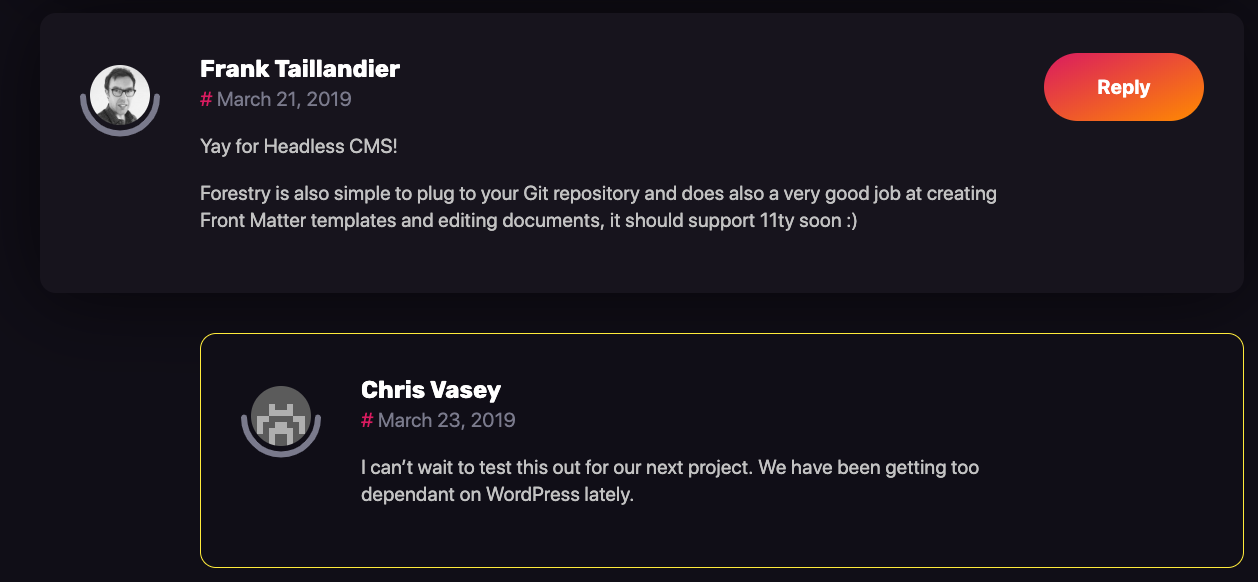 Frank Taillandier
# March 21, 2019
Reply
Yay for Headless CMS!
Forestry is also simple to plug to your Git repository and does also a very good job at creating
Front Matter templates and editing documents, it should support 11ty soon :)
Chris Vasey
# March 23, 2019
I can’t wait to test this out for our next project. We have been getting too
dependant on WordPress lately.